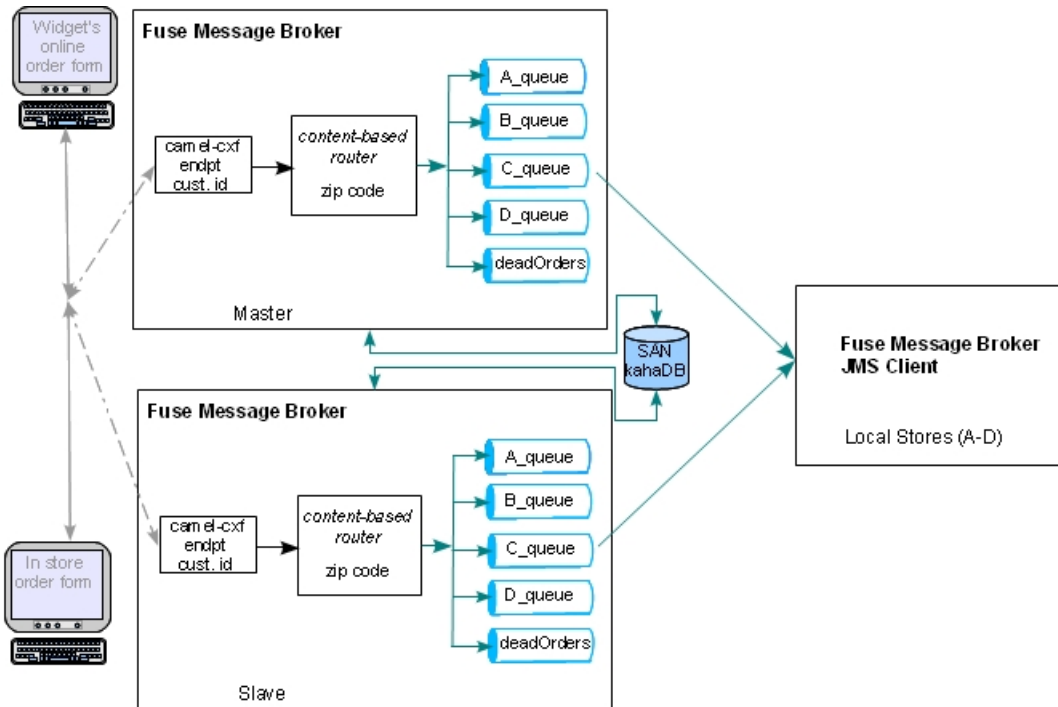 Widget's
online
order form
Fuse Message Broker
camel-cxf
endpt
cust. id
content-based
router
zip code
A_queue
B_queue
C_queue
D_queue
deadOrders
Master
SAN
kahaDB
Fuse Message Broker
JMS Client
Local Stores (A-D)
Fuse Message Broker
camel-cxf
endpt
cust. id
content-based
router
zip code
A_queue
B_queue
C_queue
D_queue
deadOrders
Slave
In store
order form